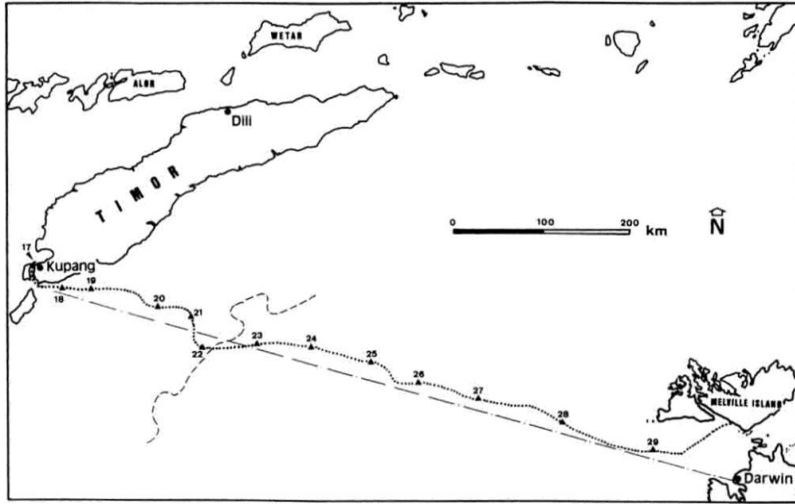 WETAR
ALOR
Dili
TIMOR
0 100 200 km
N
17
Kupang
18
19
20
21
22
23
24
25
26
27
28
29
MELVILLE ISLAND
Darwin